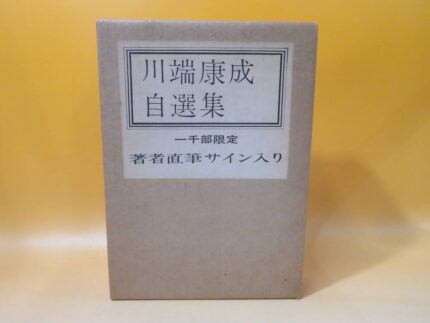 川端康成
自選集
一千部限定
著者直筆サイン入り